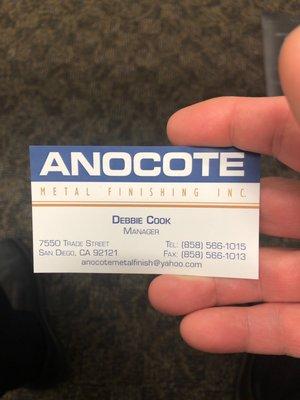 ANOCOTE
METAL FINISHING INC.
DEBBIE COOK
MANAGER
7550 TRADE STREET TEL: (858) 566-1015
SAN DIEGO, CA 92121 FAX: (858) 566-1013
anocotemetalfinish@yahoo.com